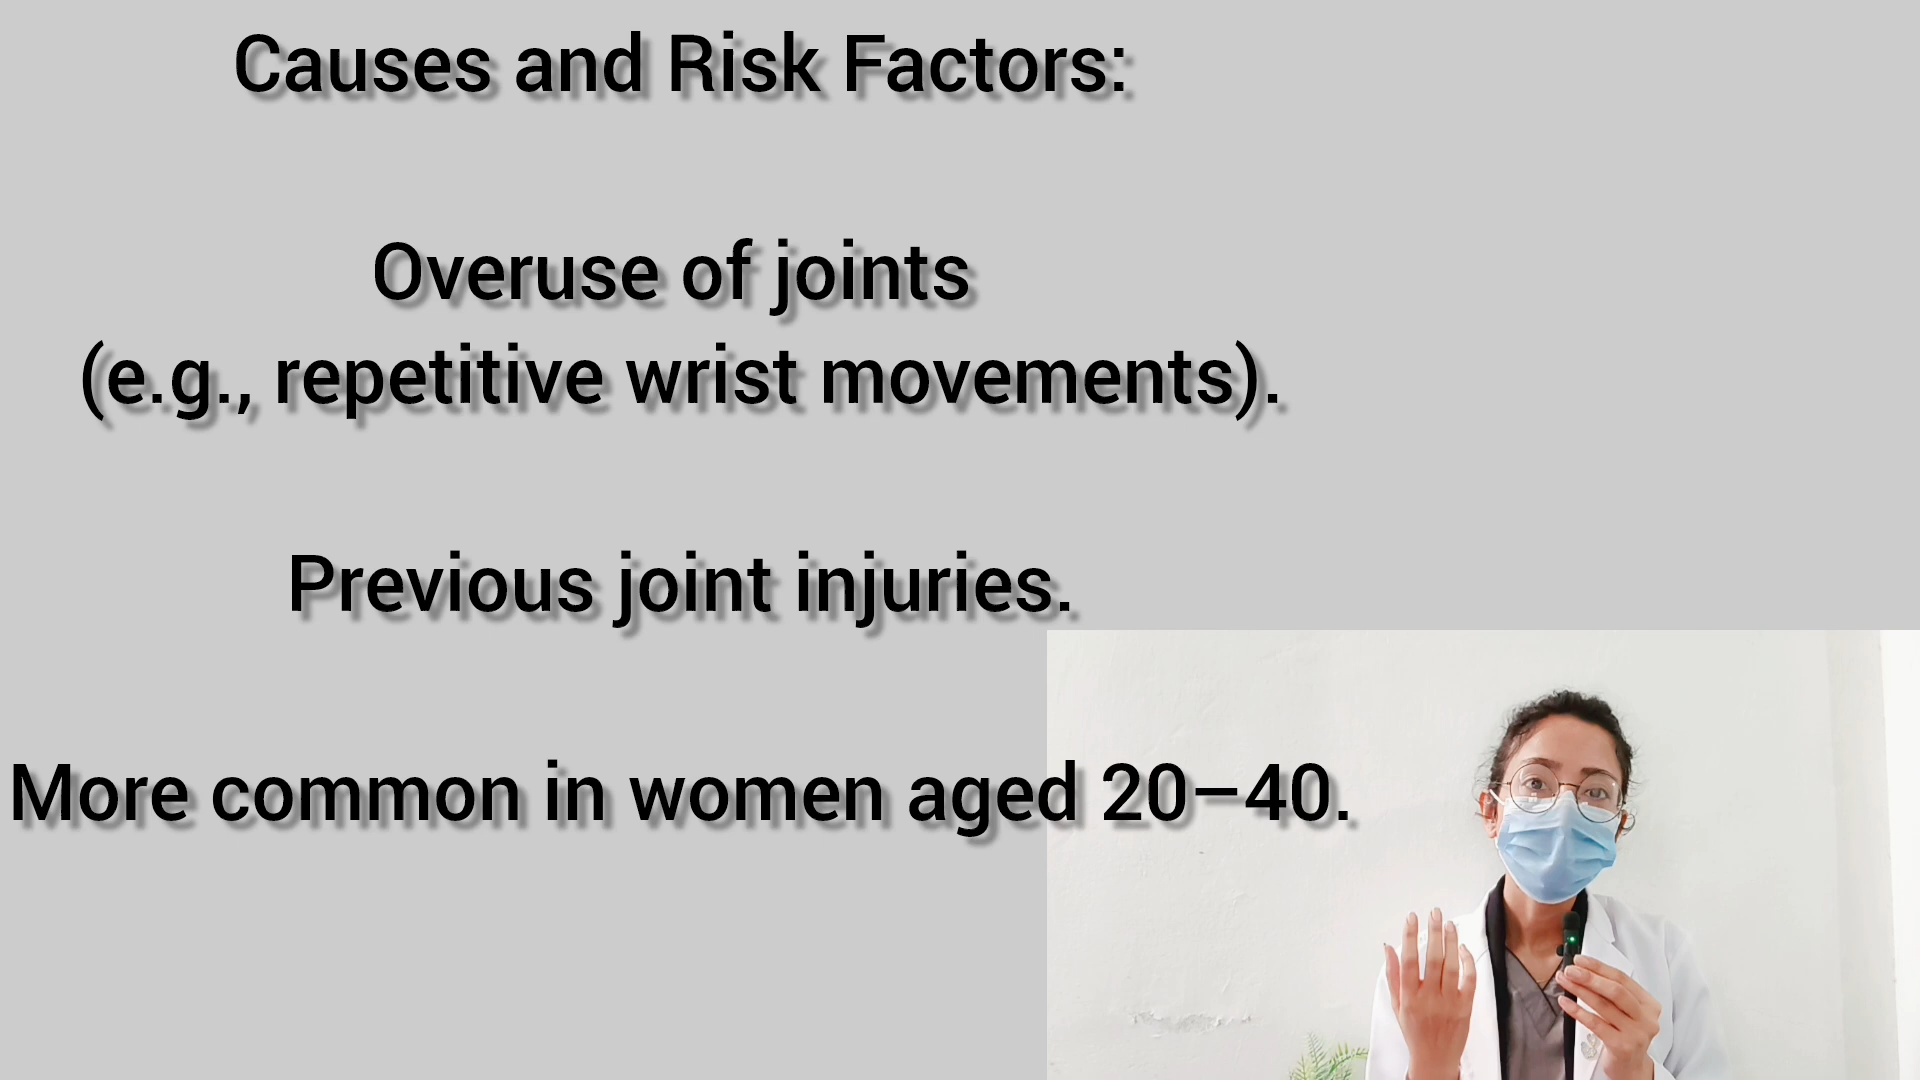 Causes and Risk Factors:
Overuse of joints
(e.g., repetitive wrist movements).
Previous joint injuries.
More common in women aged 20–40.